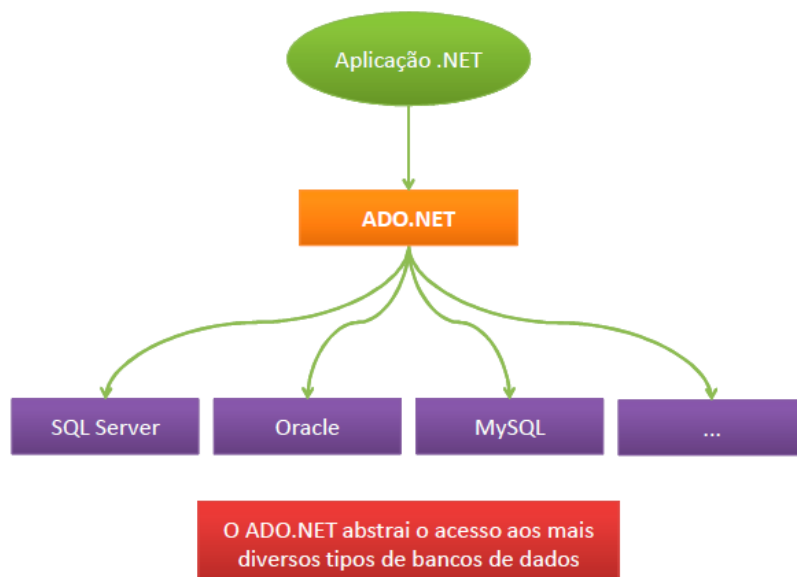 Aplicação .NET
ADO.NET
SQL Server
Oracle
MySQL
...
O ADO.NET abstrai o acesso aos mais
diversos tipos de bancos de dados